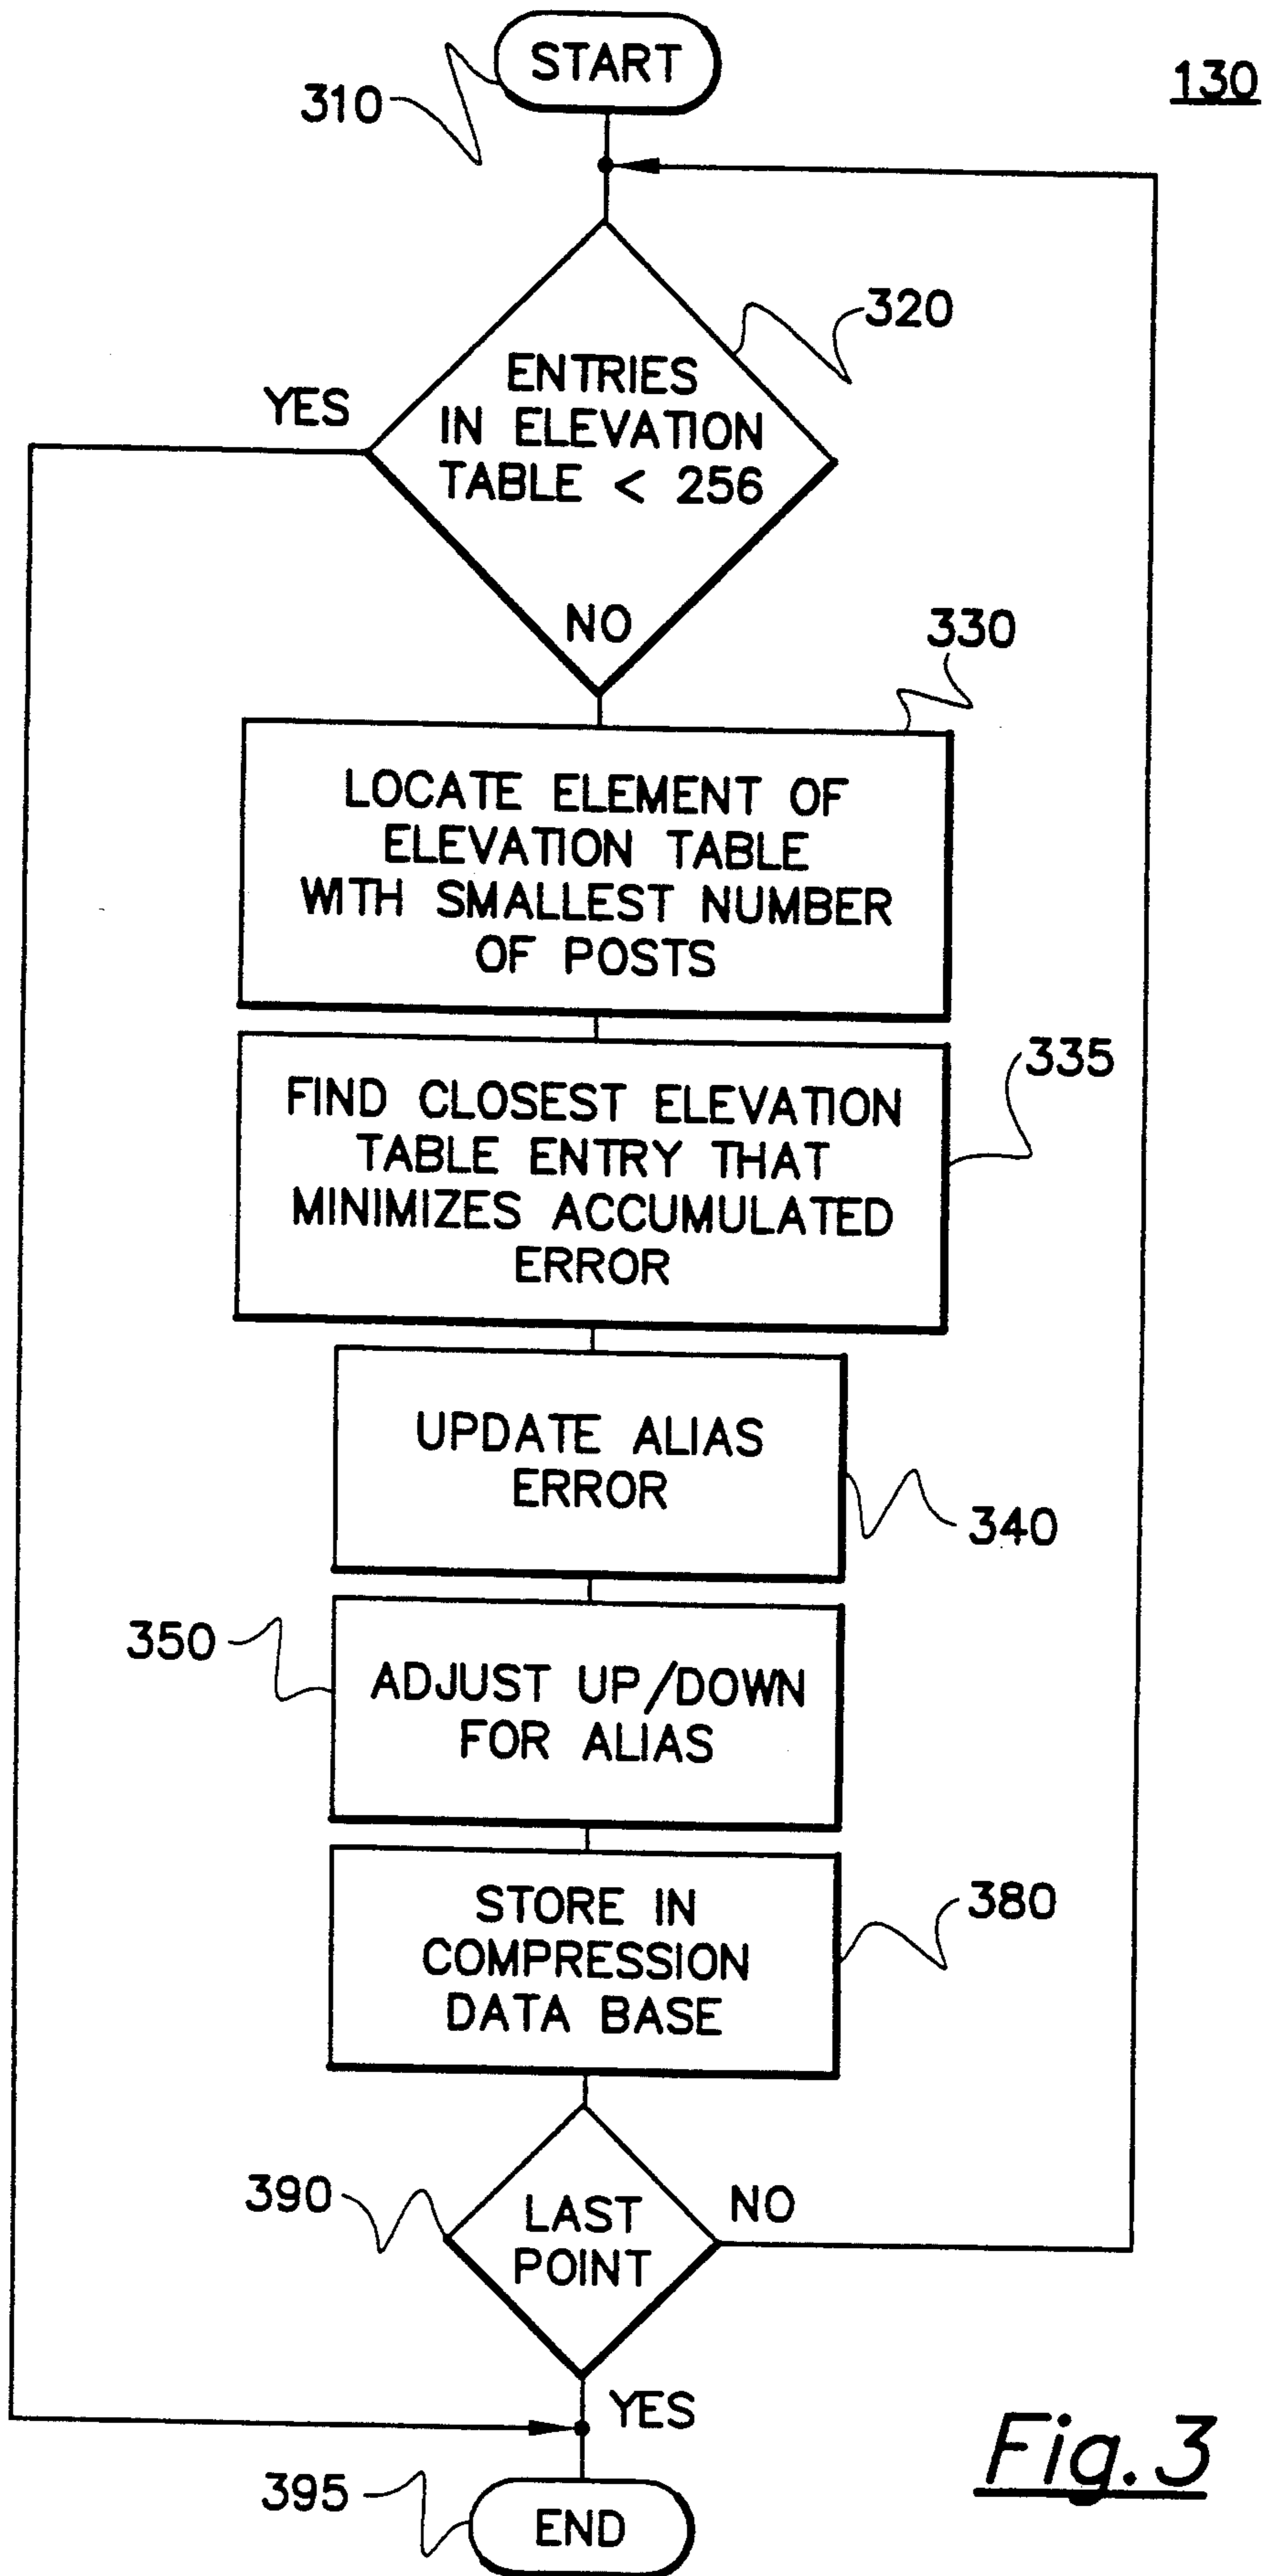 START
310
130
320
ENTRIES
IN ELEVATION
TABLE < 256
YES
NO
330
LOCATE ELEMENT OF
ELEVATION TABLE
WITH SMALLEST NUMBER
OF POSTS
335
FIND CLOSEST ELEVATION
TABLE ENTRY THAT
MINIMIZES ACCUMULATED
ERROR
UPDATE ALIAS
ERROR
340
350
ADJUST UP/DOWN
FOR ALIAS
380
STORE IN
COMPRESSION
DATA BASE
390
LAST
POINT
NO
YES
395
END
Fig. 3